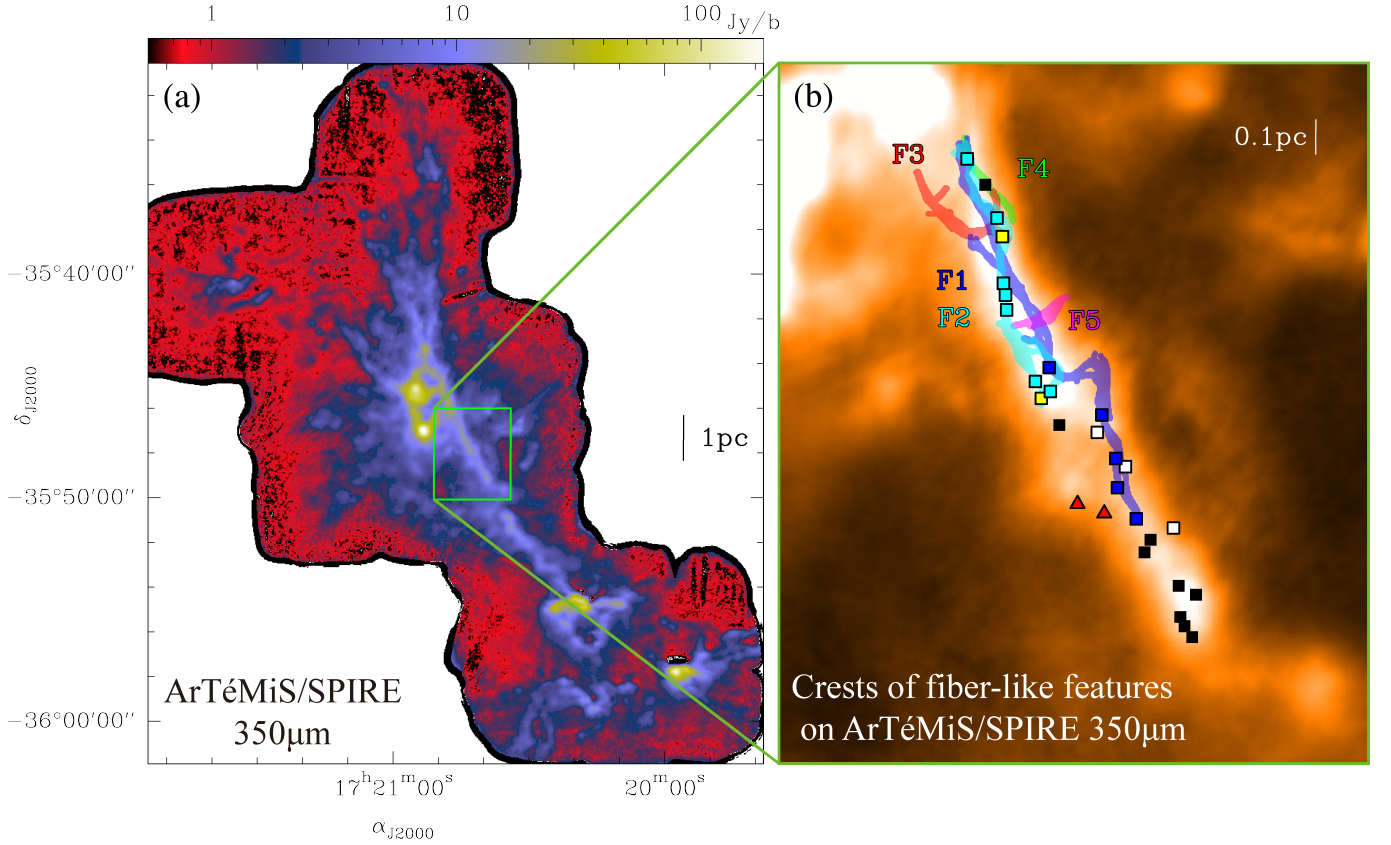 1 10 100 Jy/b
(a)
−35°40′00″
−35°50′00″
−36°00′00″
δJ2000
1pc
ArTéMiS/SPIRE
350μm
17h21m00s 20m00s
αJ2000
(b)
0.1pc
F3
F4
F1
F2
F5
Crests of fiber-like features
on ArTéMiS/SPIRE 350μm